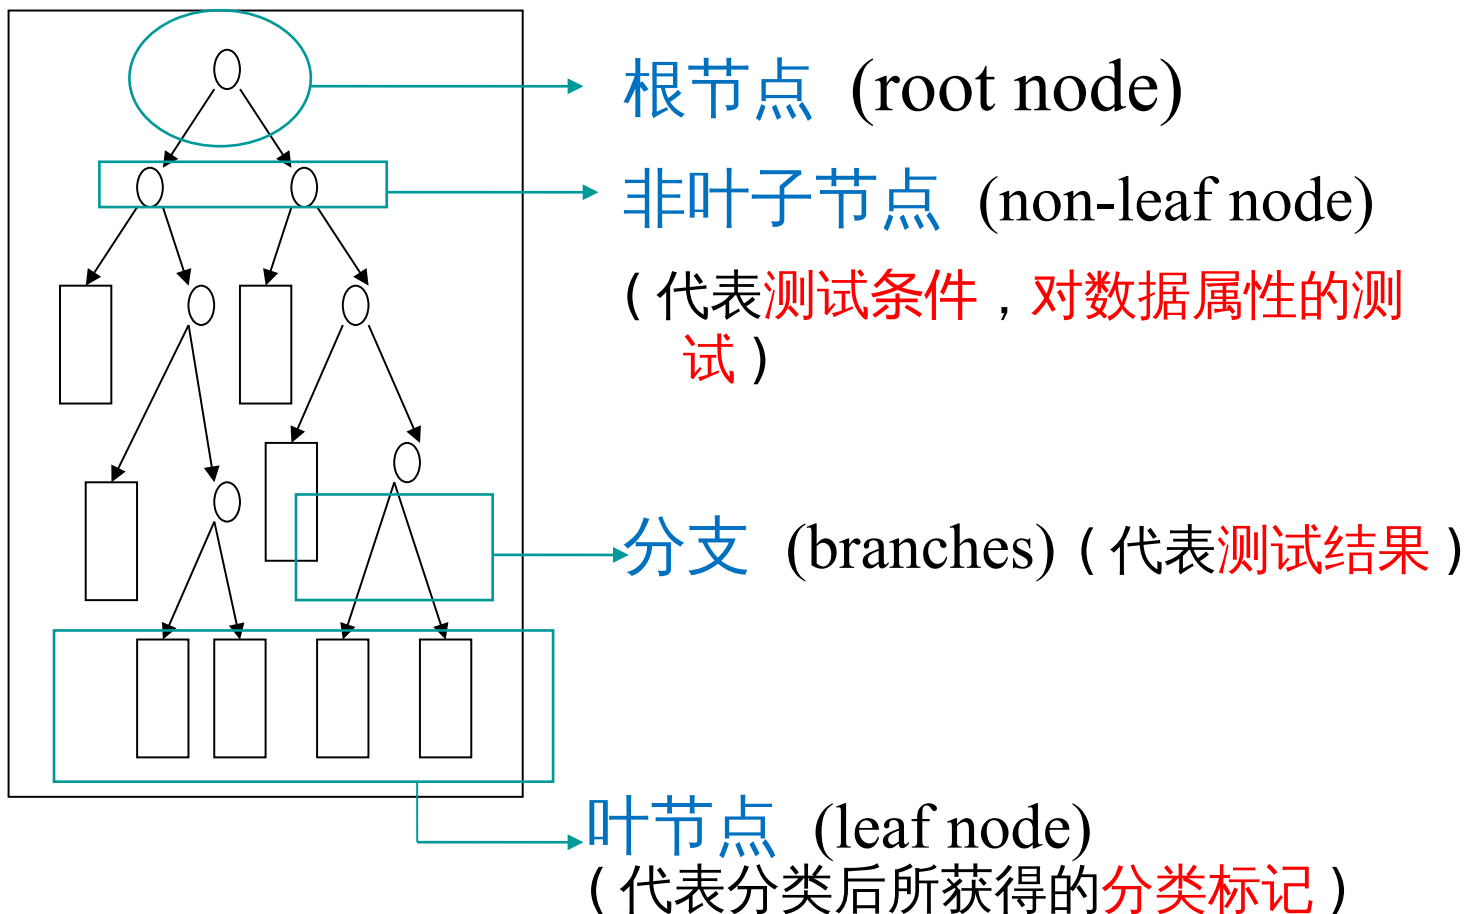 根节点 (root node)
非叶子节点 (non-leaf node)
(代表测试条件，对数据属性的测
试)
分支 (branches) (代表测试结果)
叶节点 (leaf node)
(代表分类后所获得的分类标记)